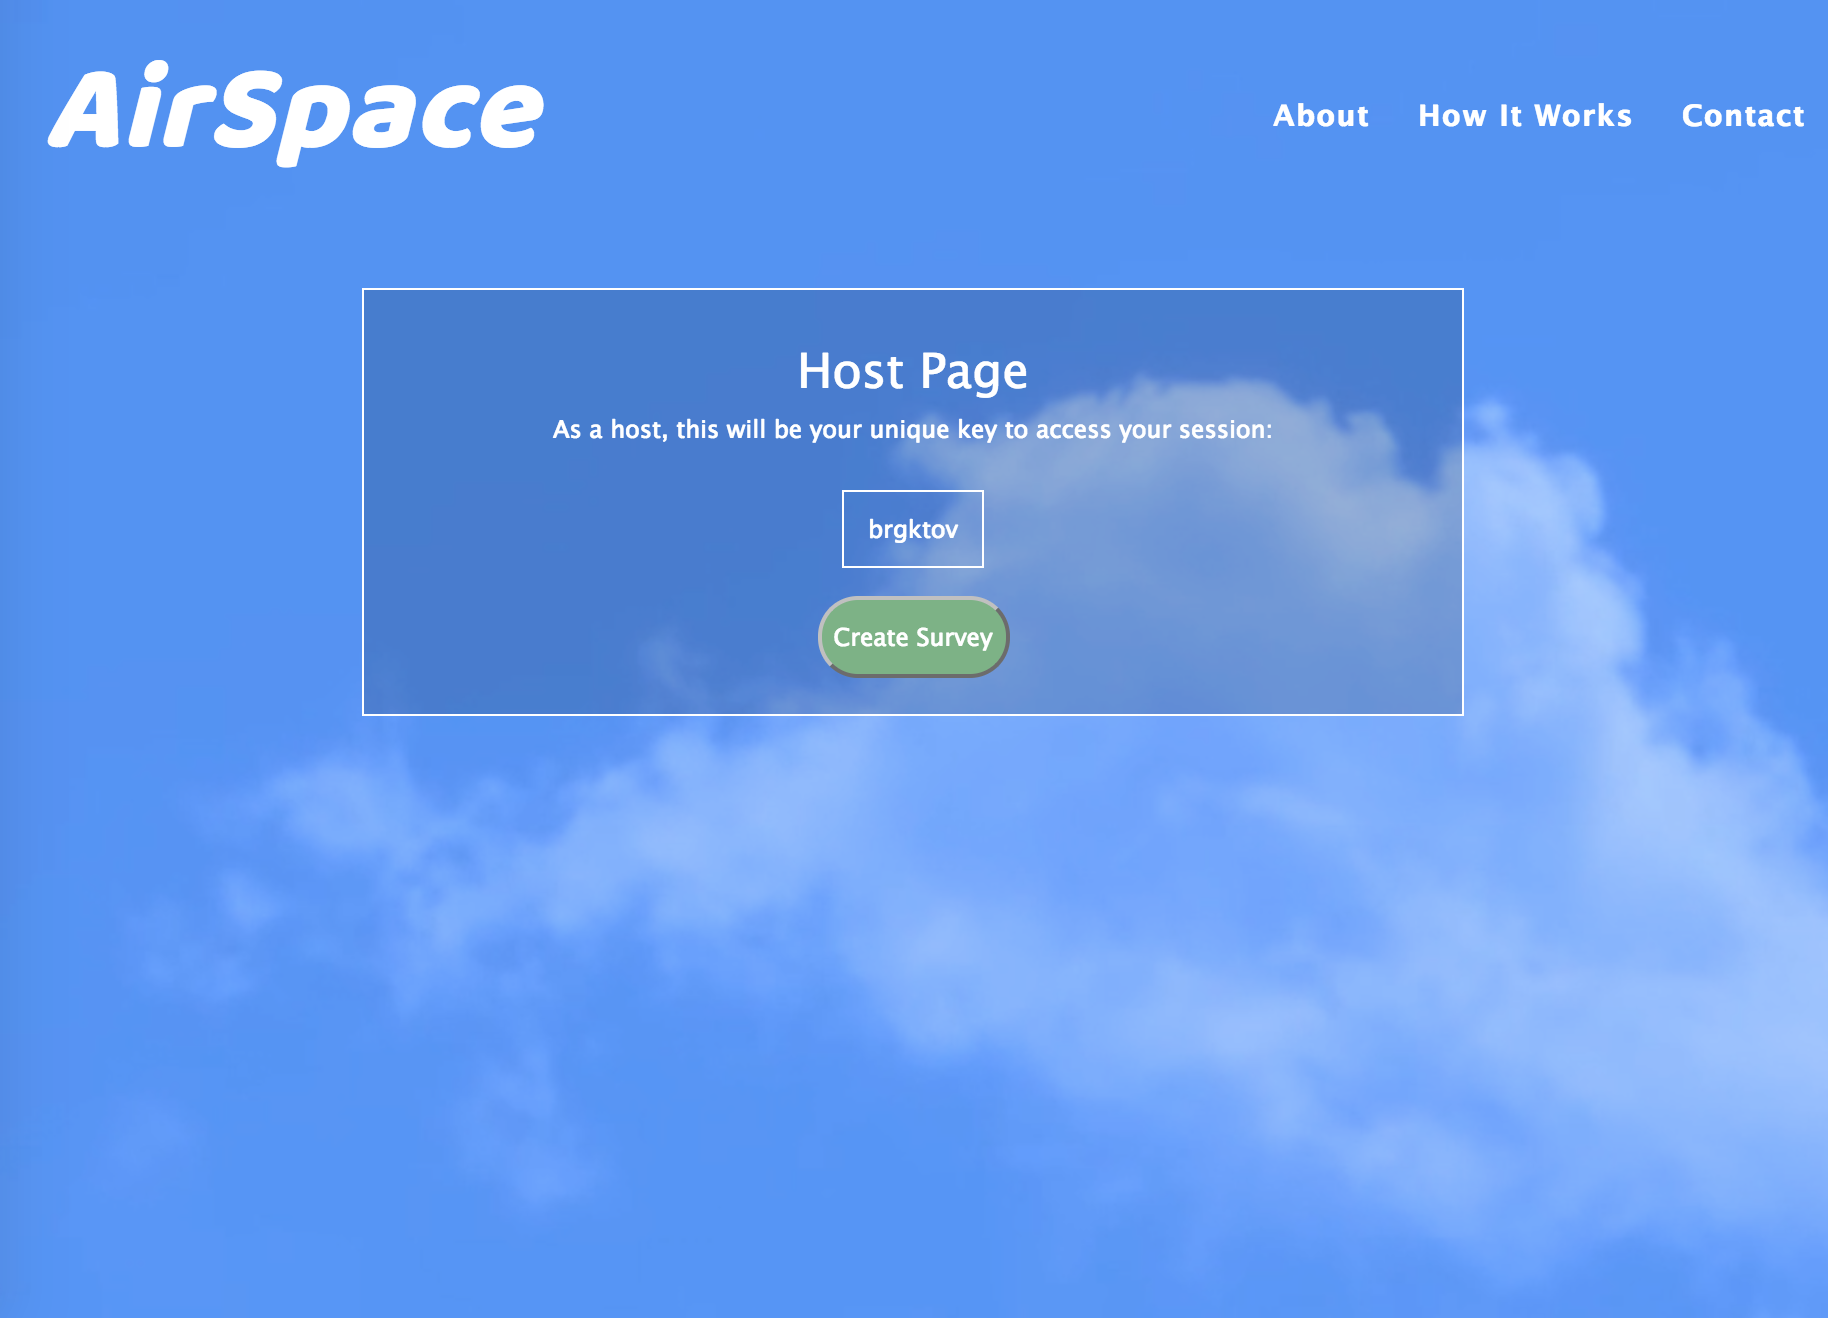 AirSpace
About How It Works Contact
Host Page
As a host, this will be your unique key to access your session:
brgktov
Create Survey